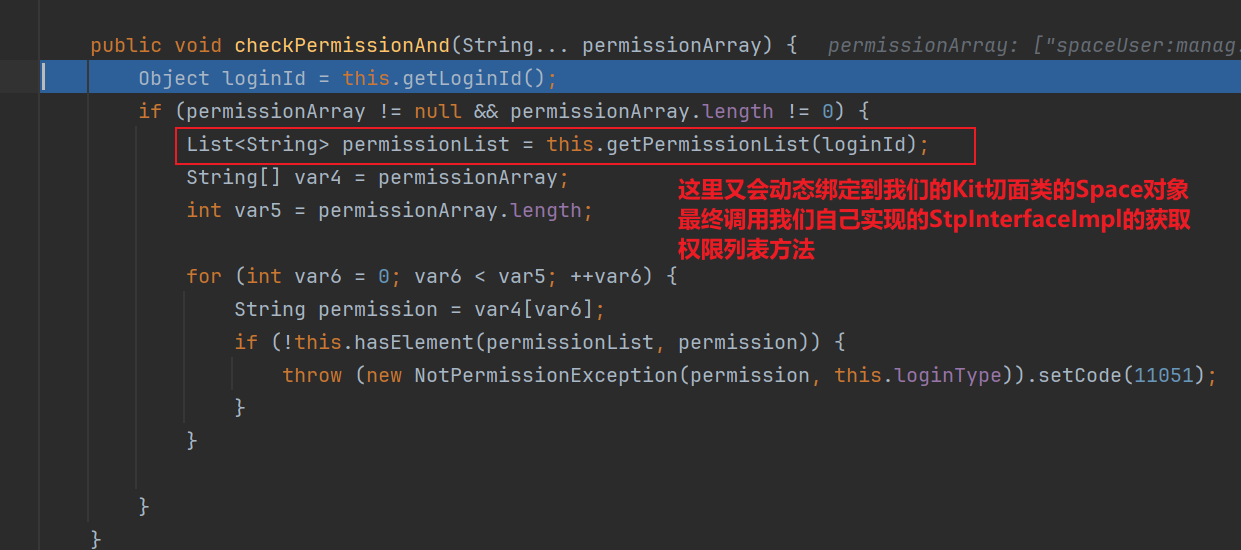 public void checkPermissionAnd(String... permissionArray) {   permissionArray: ["spaceUser:manag
Object loginId = this.getLoginId();
if (permissionArray != null && permissionArray.length != 0) {
List<String> permissionList = this.getPermissionList(loginId);
String[] var4 = permissionArray;
int var5 = permissionArray.length;
这里又会动态绑定到我们的Kit切面类的Space对象
最终调用我们自己实现的StpInterfaceImpl的获取
权限列表方法
for (int var6 = 0; var6 < var5; ++var6) {
String permission = var4[var6];
if (!this.hasElement(permissionList, permission)) {
throw (new NotPermissionException(permission, this.loginType)).setCode(11051);
}
}
}
}